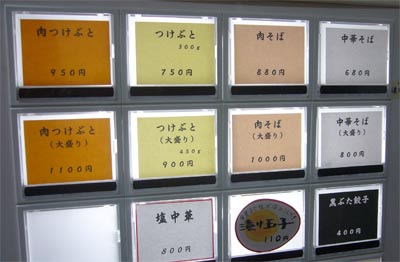 肉つけぶと
950円
つけぶと
300g
750円
肉そば
880円
中華そば
680円
肉つけぶと
(大盛り)
1100円
つけぶと
(大盛り)
450g
900円
肉そば
(大盛り)
1000円
中華そば
(大盛り)
800円
塩中華
800円
漬け玉子
110円
黒ぶた餃子
400円